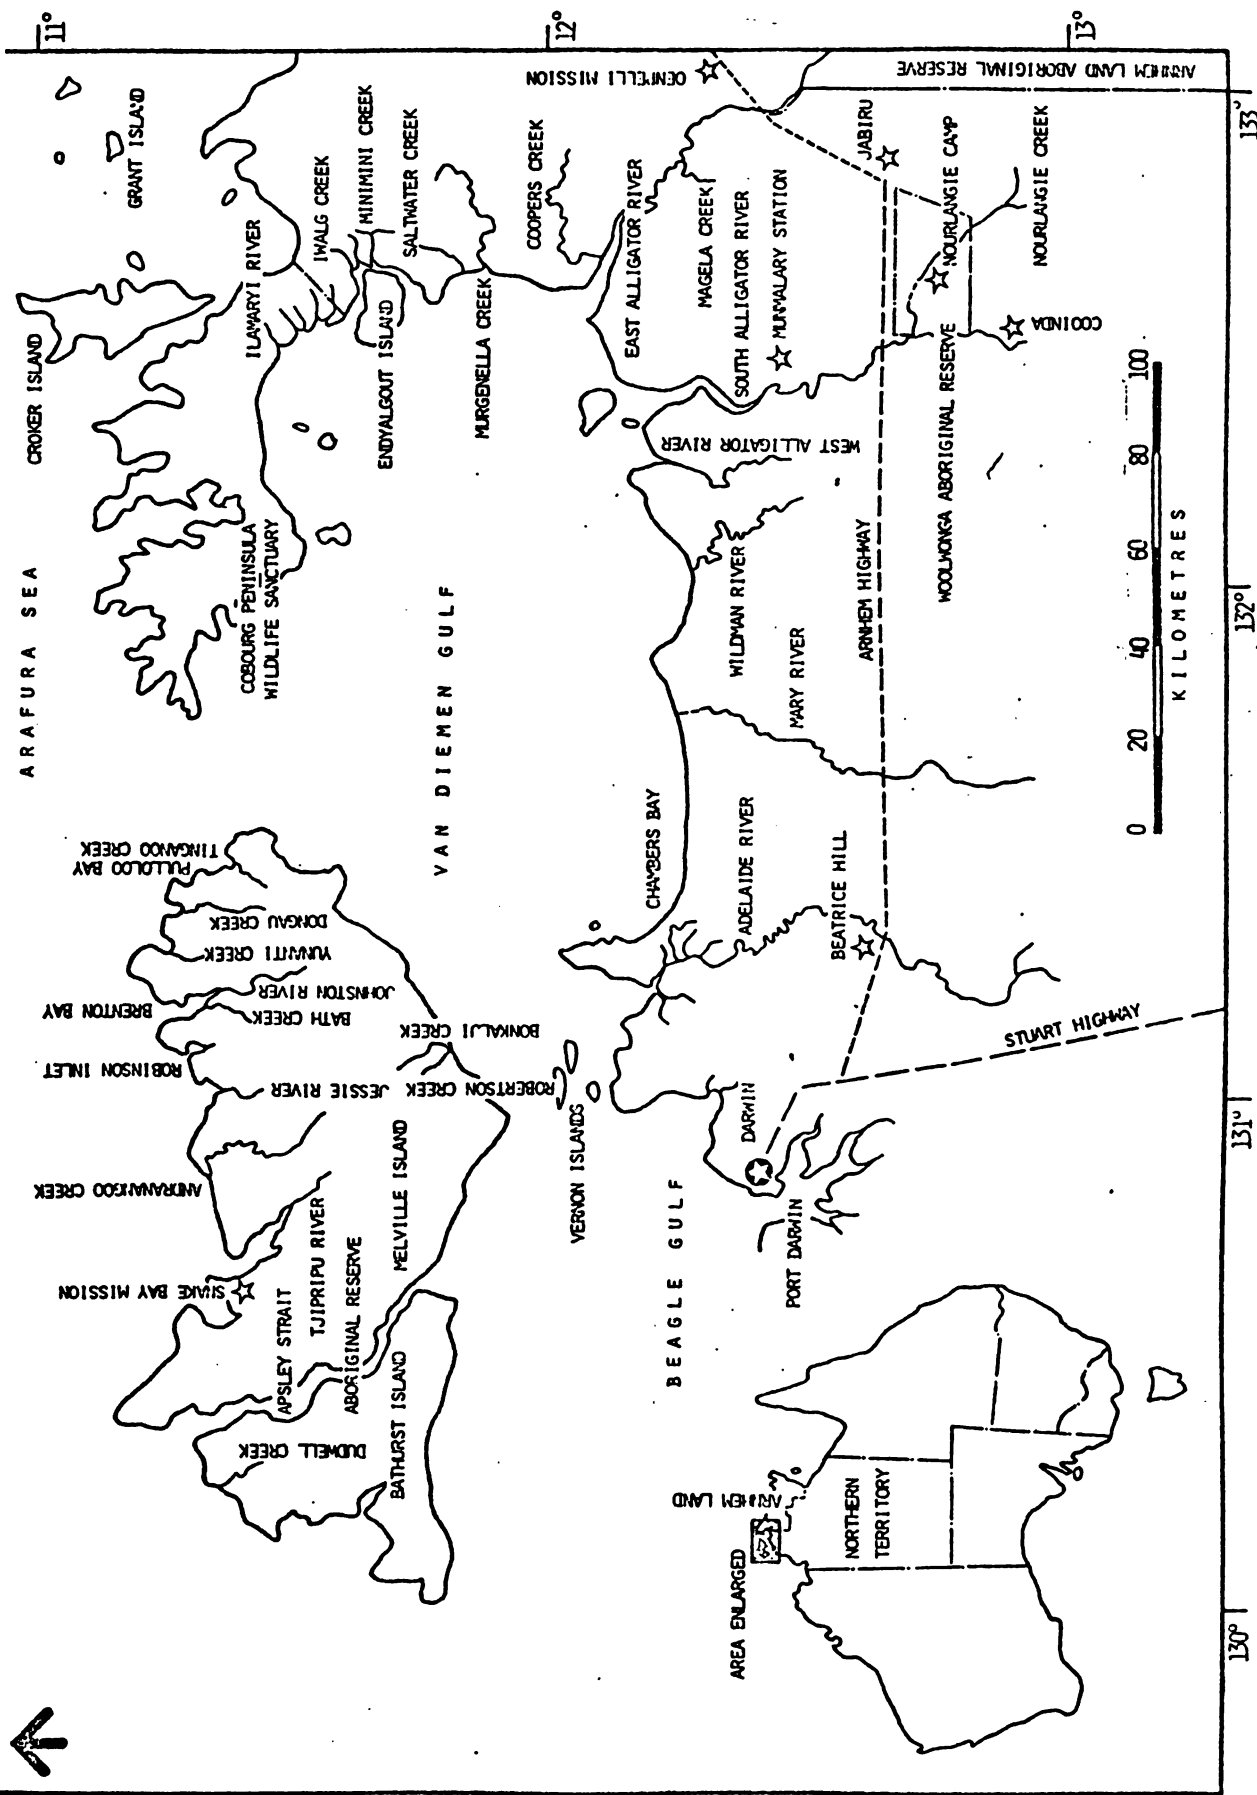 ARAFURA SEA
CROKER ISLAND
GRANT ISLAND
11°
COBOURG PENINSULA
WILDLIFE SANCTUARY
ILAMARYI RIVER
IWALG CREEK
MINIMINI CREEK
SALTWATER CREEK
ENDYALGOUT ISLAND
MURGENELLA CREEK
COOPERS CREEK
VAN DIEMEN GULF
PULLOLOO BAY
TINGANOO CREEK
DONGAU CREEK
YUNANTI CREEK
JOHNSTON RIVER
BRENTON BAY
BATH CREEK
ROBINSON INLET
JESSIE RIVER
BONKALJI CREEK
ROBERTSON CREEK
ANDRANANGOO CREEK
SNAKE BAY MISSION
APSLEY STRAIT
TJIPRIPU RIVER
ABORIGINAL RESERVE
MELVILLE ISLAND
DUDWELL CREEK
BATHURST ISLAND
VERNON ISLANDS
12°
OENPELLI MISSION
EAST ALLIGATOR RIVER
MAGELA CREEK
SOUTH ALLIGATOR RIVER
MUNMALARY STATION
WEST ALLIGATOR RIVER
WILDMAN RIVER
MARY RIVER
CHAMBERS BAY
ADELAIDE RIVER
BEATRICE HILL
ARNHEM HIGHWAY
JABIRU
NOURLANGIE CAMP
NOURLANGIE CREEK
WOOLWONGA ABORIGINAL RESERVE
COOINDA
ARNHEM LAND ABORIGINAL RESERVE
STUART HIGHWAY
DARWIN
PORT DARWIN
BEAGLE GULF
13°
0 20 40 60 80 100
KILOMETRES
AREA ENLARGED
ARNHEM LAND
NORTHERN
TERRITORY
130° 131° 132° 133°